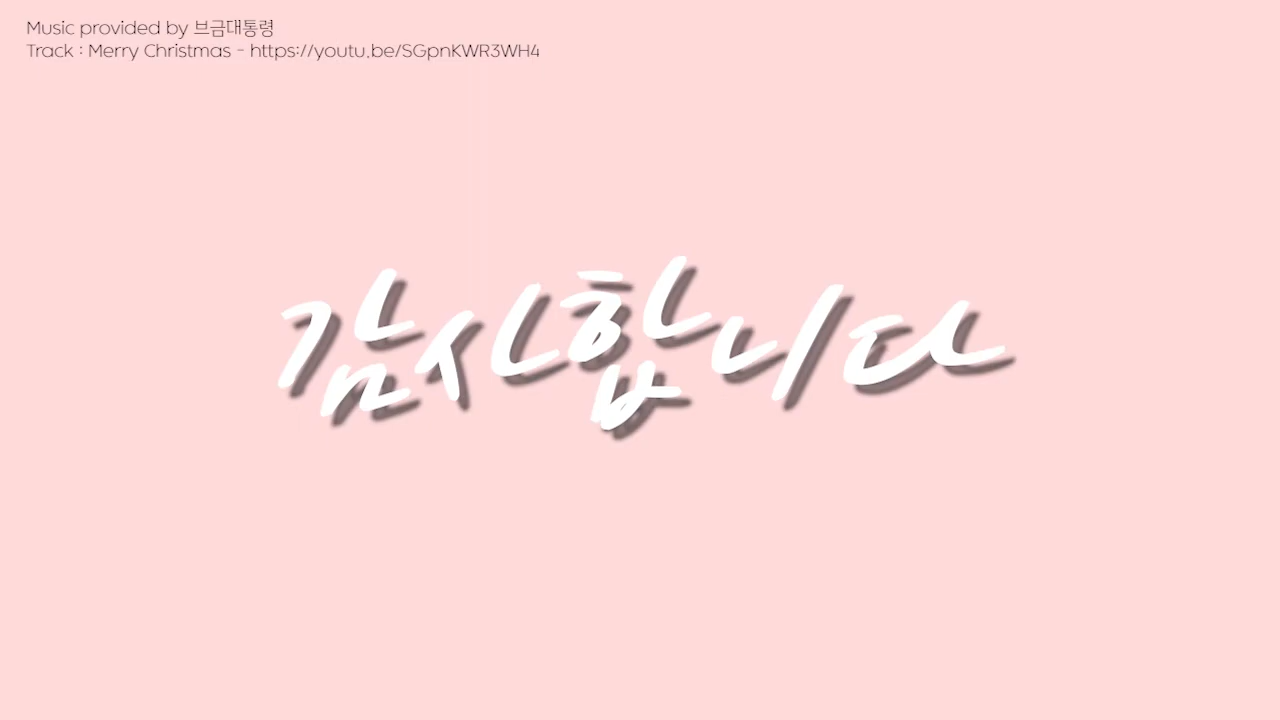 Music provided by 브금대통령
Track : Merry Christmas - https://youtu.be/SGpnKWR3WH4
감사합니다